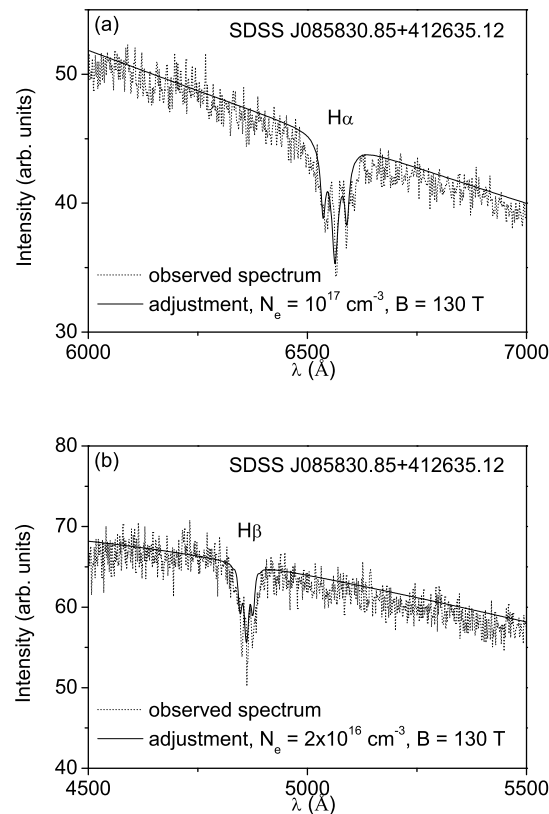 (a)
SDSS J085830.85+412635.12
Hα
50
40
30
Intensity (arb. units)
observed spectrum
adjustment, Nₑ = 10¹⁷ cm⁻³, B = 130 T
6000 6500 7000
λ (Å)
(b)
SDSS J085830.85+412635.12
Hβ
80
70
60
50
40
Intensity (arb. units)
observed spectrum
adjustment, Nₑ = 2x10¹⁶ cm⁻³, B = 130 T
4500 5000 5500
λ (Å)